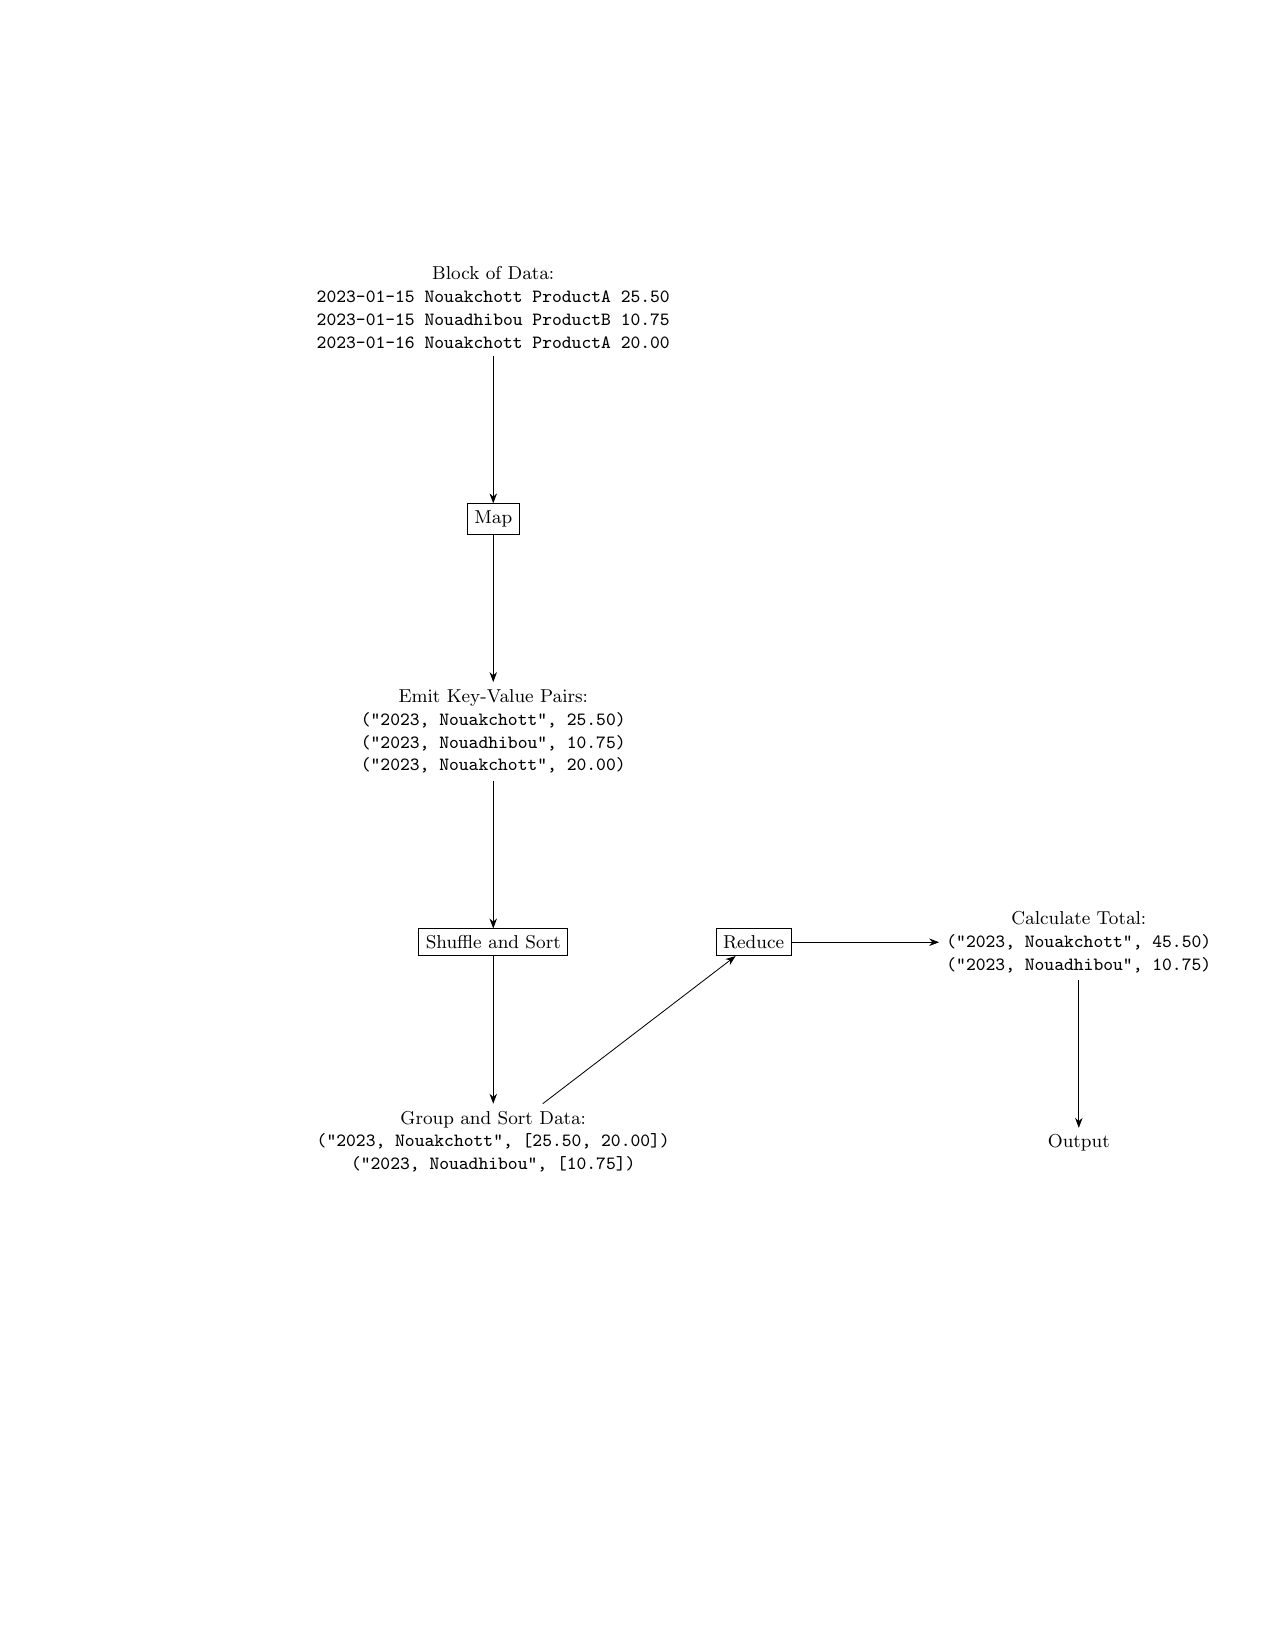 Block of Data:
2023-01-15 Nouakchott ProductA 25.50
2023-01-15 Nouadhibou ProductB 10.75
2023-01-16 Nouakchott ProductA 20.00
Map
Emit Key-Value Pairs:
("2023, Nouakchott", 25.50)
("2023, Nouadhibou", 10.75)
("2023, Nouakchott", 20.00)
Shuffle and Sort
Group and Sort Data:
("2023, Nouakchott", [25.50, 20.00])
("2023, Nouadhibou", [10.75])
Reduce
Calculate Total:
("2023, Nouakchott", 45.50)
("2023, Nouadhibou", 10.75)
Output